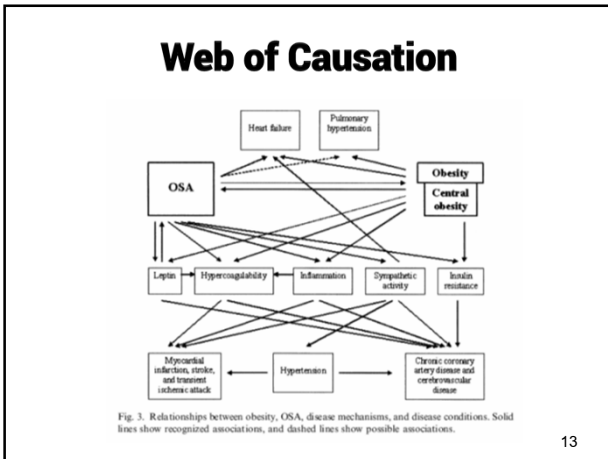 Web of Causation
Heart failure
Pulmonary
hypertension
OSA
Obesity
Central
obesity
Leptin
Hypercoagulability
Inflammation
Sympathetic
activity
Insulin
resistance
Myocardial
infarction, stroke,
and transient
ischemic attack
Hypertension
Chronic coronary
artery disease and
cerebrovascular
disease
Fig. 3. Relationships between obesity, OSA, disease mechanisms, and disease conditions. Solid
lines show recognized associations, and dashed lines show possible associations.
13